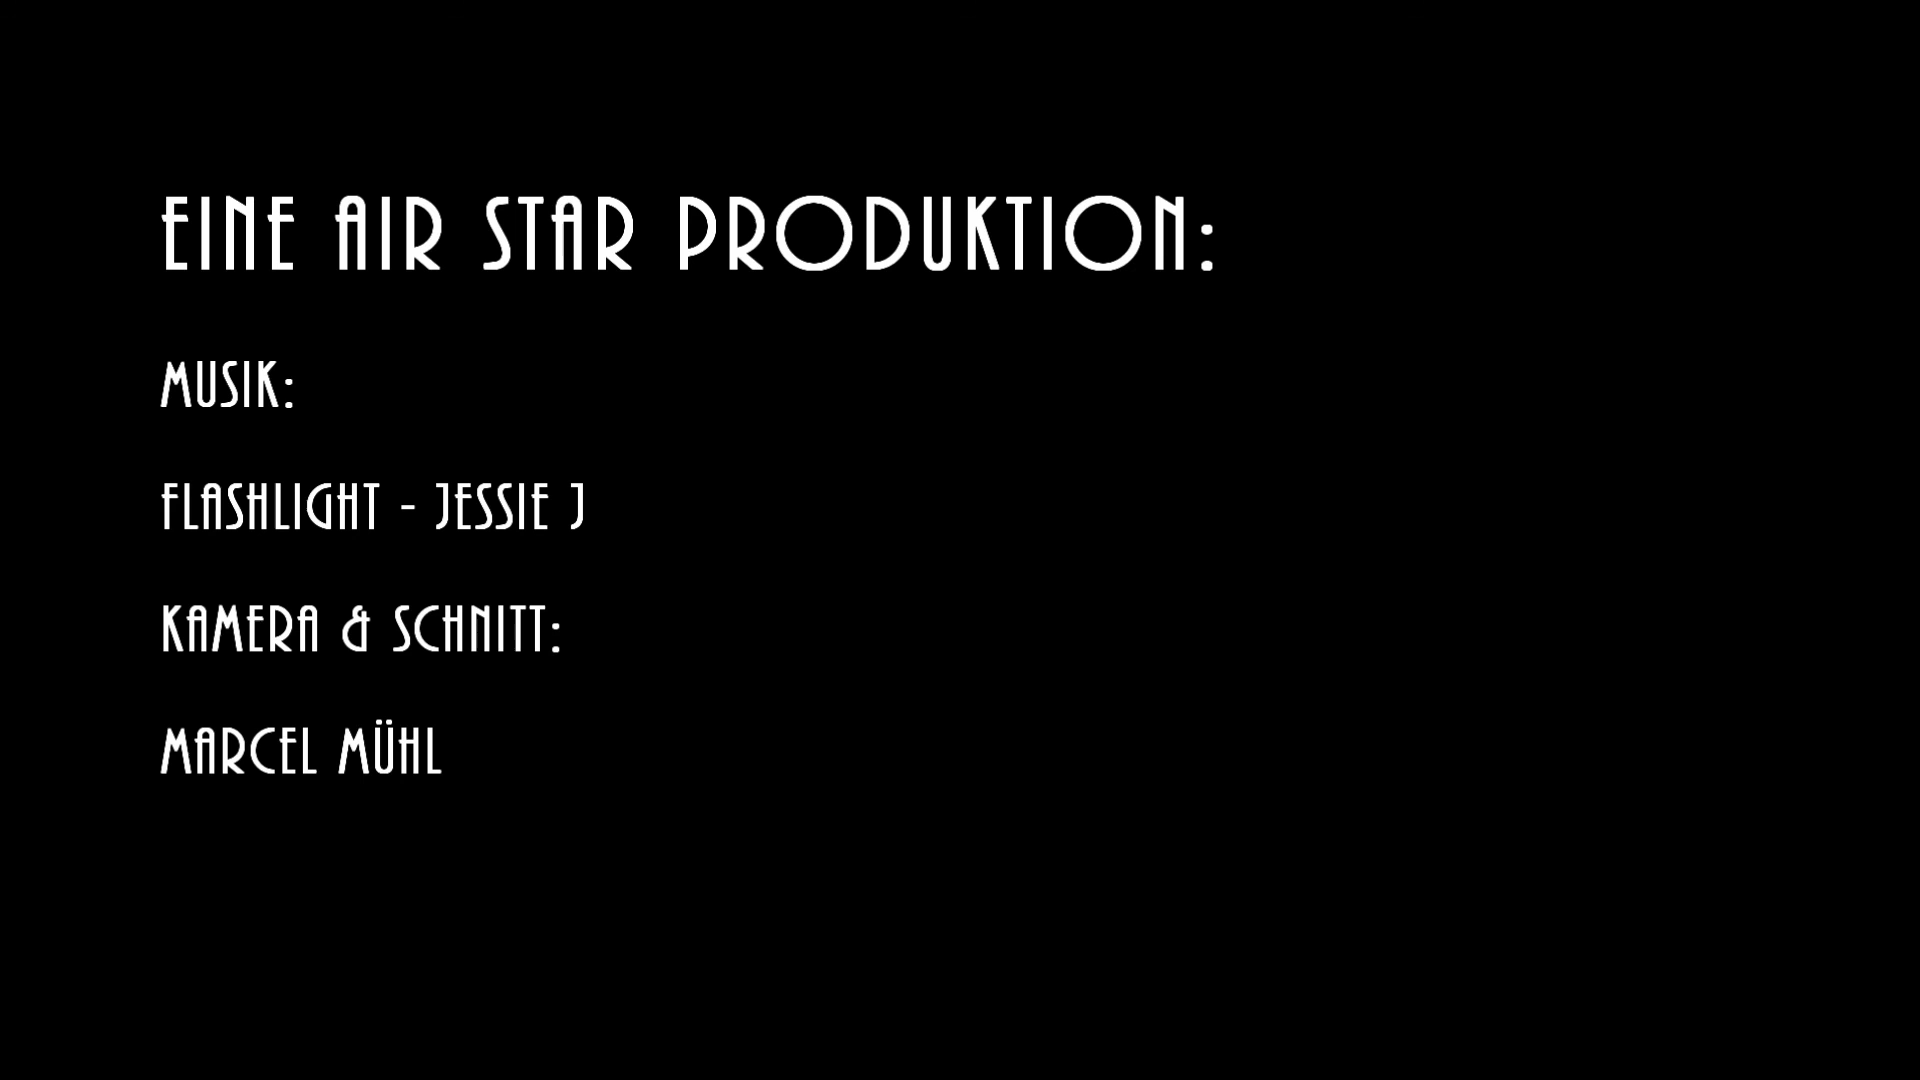 EINE AIR STAR PRODUKTION:
MUSIK:
FLASHLIGHT - JESSIE J
KAMERA & SCHNITT:
MARCEL MÜHL